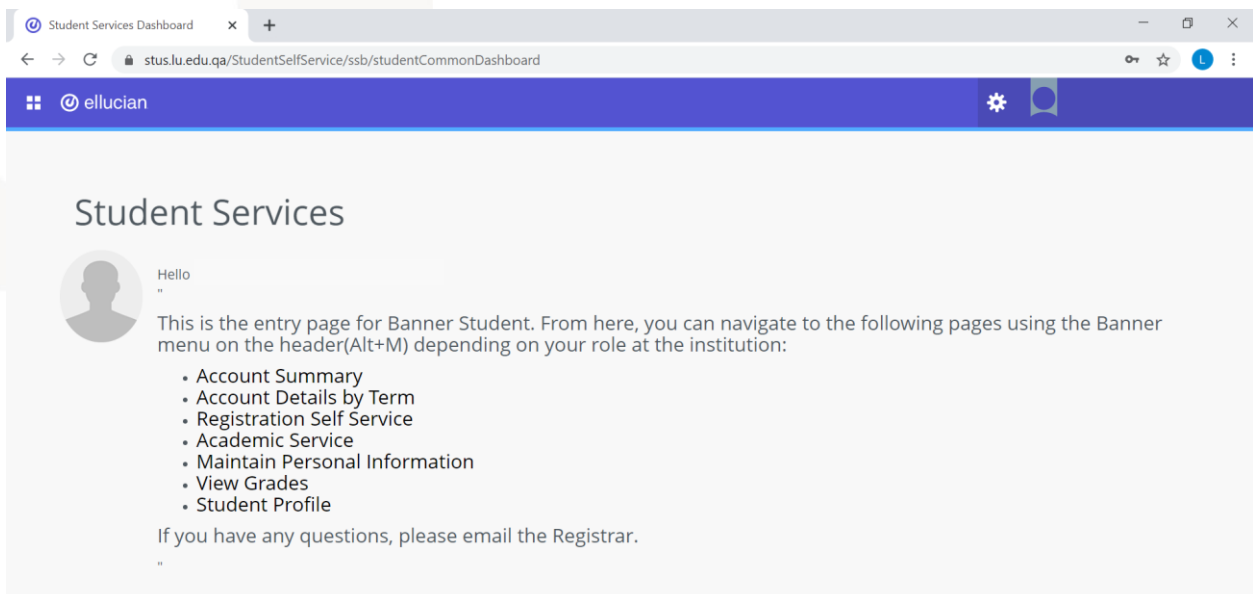 Student Services Dashboard
stus.lu.edu.qa/StudentSelfService/ssb/studentCommonDashboard
L
ellucian
Student Services
Hello
"
This is the entry page for Banner Student. From here, you can navigate to the following pages using the Banner
menu on the header(Alt+M) depending on your role at the institution:
• Account Summary
• Account Details by Term
• Registration Self Service
• Academic Service
• Maintain Personal Information
• View Grades
• Student Profile
If you have any questions, please email the Registrar.
"